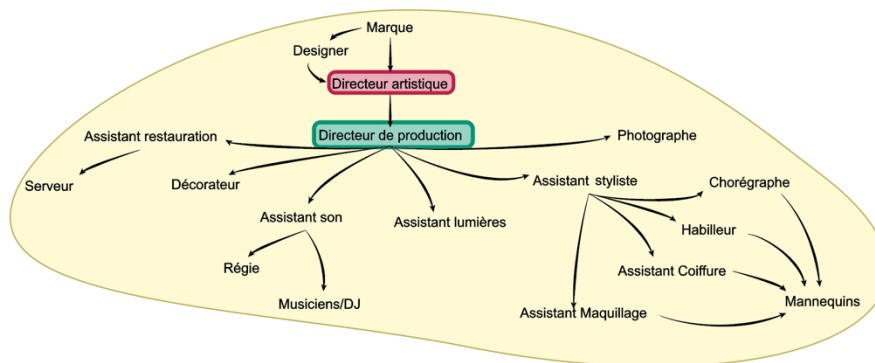 Marque
Designer
Directeur artistique
Directeur de production
Assistant restauration
Photographe
Serveur
Décorateur
Assistant styliste
Chorégraphe
Assistant son
Assistant lumières
Habilleur
Régie
Assistant Coiffure
Musiciens/DJ
Assistant Maquillage
Mannequins